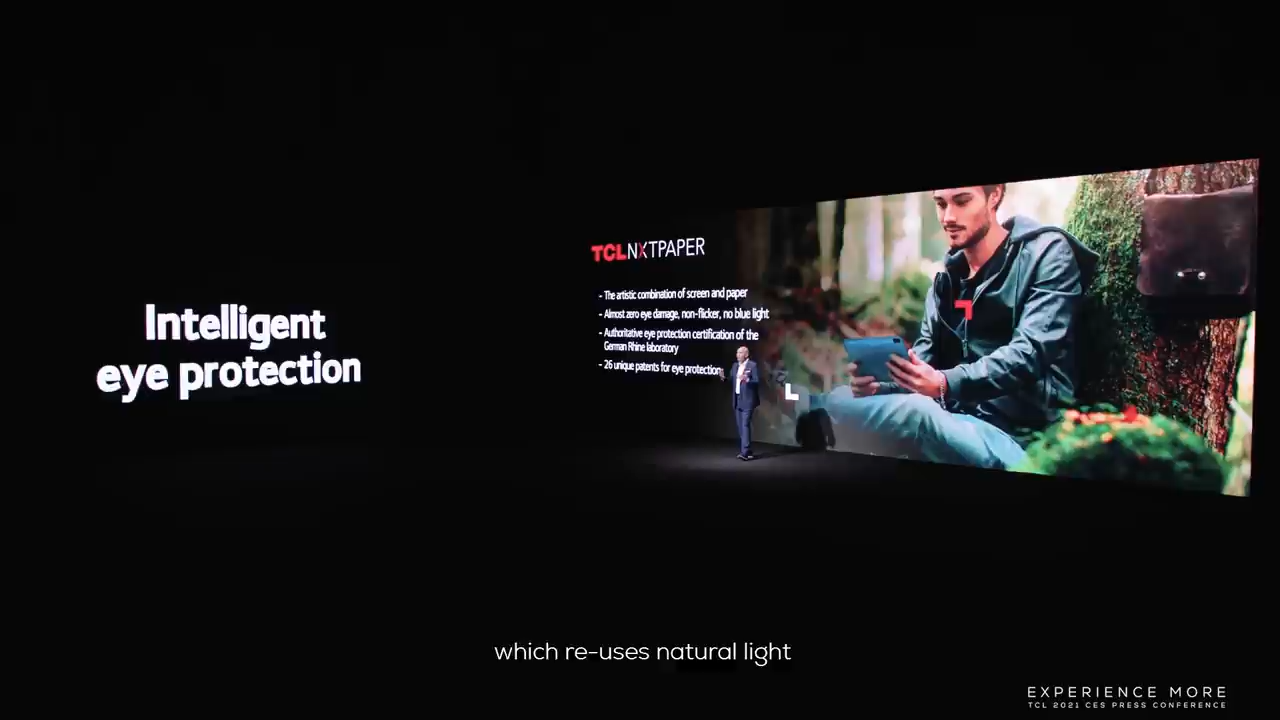 Intelligent
eye protection
TCLNXTPAPER
- The artistic combination of screen and paper
- Almost zero eye damage, non-flicker, no blue light
- Authoritative eye protection certification of the
German Rhine laboratory
- 26 unique patents for eye protection
which re-uses natural light
EXPERIENCE MORE
TCL 2021 CES PRESS CONFERENCE